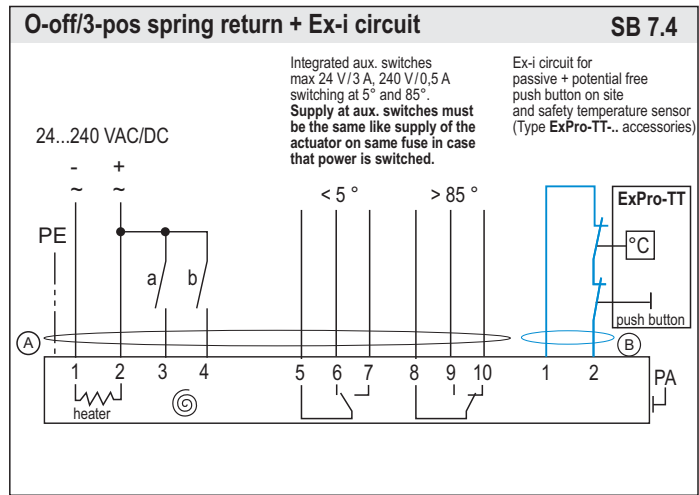 O-off/3-pos spring return + Ex-i circuit
SB 7.4
Integrated aux. switches
max 24 V/3 A, 240 V/0,5 A
switching at 5° and 85°.
Supply at aux. switches must
be the same like supply of the
actuator on same fuse in case
that power is switched.
Ex-i circuit for
passive + potential free
push button on site
and safety temperature sensor
(Type ExPro-TT-.. accessories)
24...240 VAC/DC
- +
~ ~
< 5 °
> 85 °
ExPro-TT
PE
°C
a b
push button
A
B
1 2 3 4 5 6 7 8 9 10 1 2
PA
heater